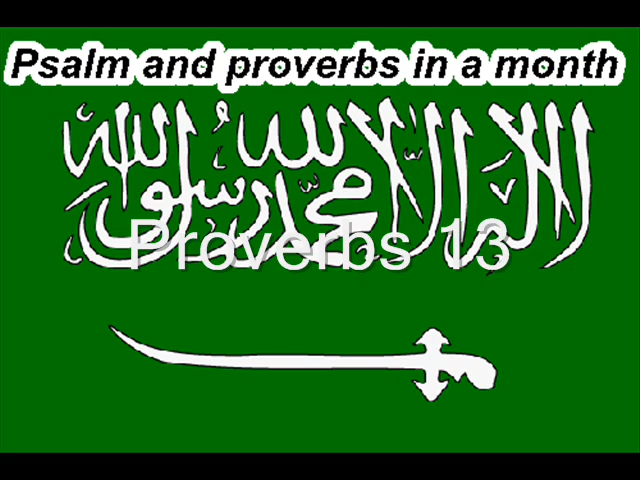 Psalm and proverbs in a month
لا إله إلا الله محمد رسول الله
Proverbs 13